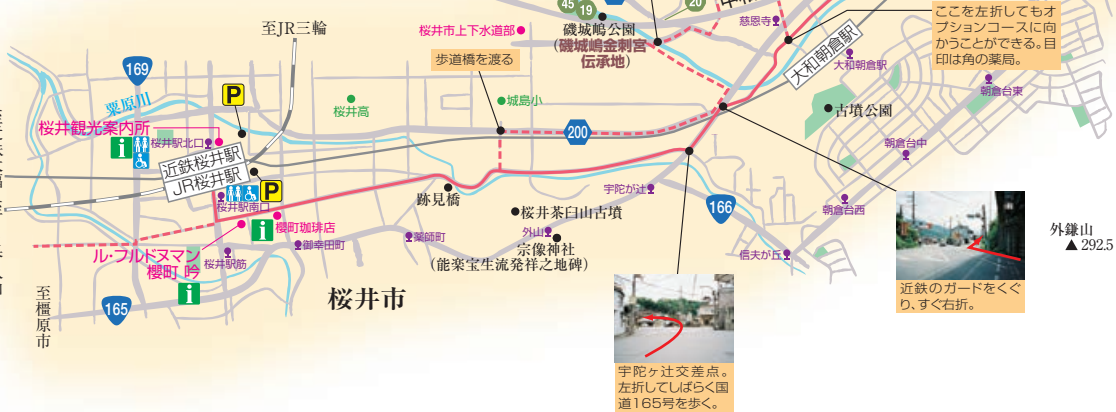 45
19
20
慈恩寺
至JR三輪
桜井市上下水道部
磯城嶋公園
(磯城嶋金刺宮
伝承地)
ここを左折してもオ
プションコースに向
かうことができる。目
印は角の薬局。
歩道橋を渡る
大和朝倉駅
大和朝倉駅
朝倉台東
169
粟原川
P
桜井高
城島小
古墳公園
200
桜井観光案内所
桜井駅北口
i
朝倉台中
近鉄桜井駅
JR桜井駅
P
桜井駅南口
跡見橋
宇陀が辻
166
朝倉台西
桜井茶臼山古墳
櫻町珈琲店
i
薬師町
外山
宗像神社
(能楽宝生流発祥之地碑)
御幸田町
桜井駅筋
ル・フルドヌマン
櫻町 吟
i
信夫が丘
外鎌山
▲292.5
近鉄のガードをくぐ
り、すぐ右折。
至橿原市
165
桜井市
宇陀ヶ辻交差点。
左折してしばらく国
道165号を歩く。